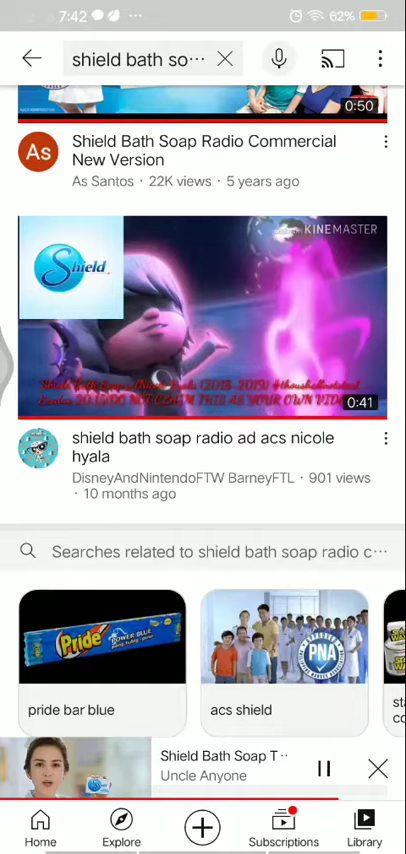 7:42
62%
shield bath so···
0:50
As
Shield Bath Soap Radio Commercial
New Version
As Santos · 22K views · 5 years ago
KINEMASTER
Shield
0:41
shield bath soap radio ad acs nicole
hyala
DisneyAndNintendoFTW BarneyFTL · 901 views
· 10 months ago
Searches related to shield bath soap radio c···
Pride
POWER BLUE
PNA
pride bar blue
acs shield
Shield Bath Soap T··
Uncle Anyone
Home
Explore
Subscriptions
Library